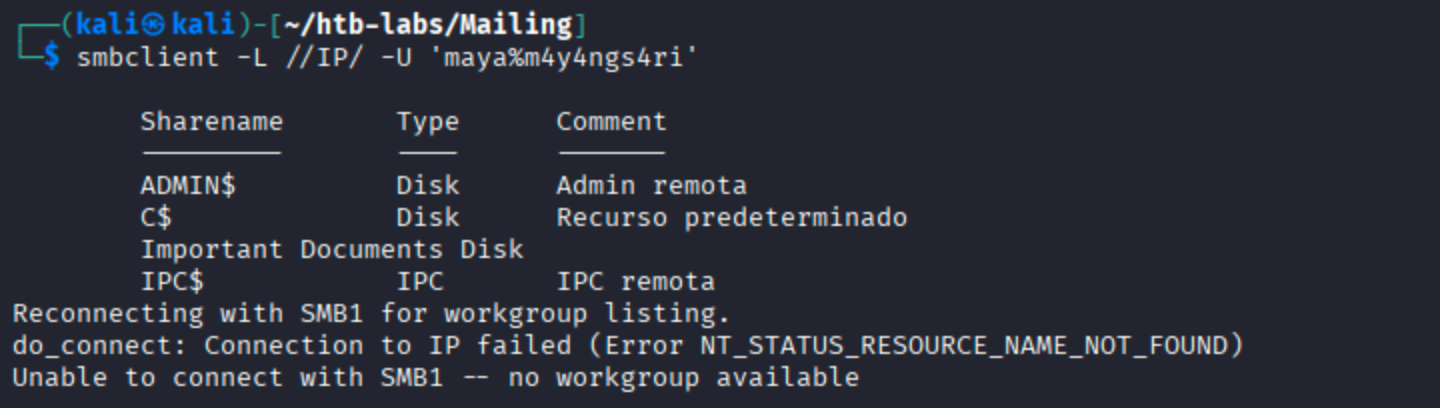 ┌──(kali㉿kali)-[~/htb-labs/Mailing]
└─$ smbclient -L //IP/ -U 'maya%m4y4ngs4ri'
Sharename Type Comment
--------- ---- -------
ADMIN$ Disk Admin remota
C$ Disk Recurso predeterminado
Important Documents Disk
IPC$ IPC IPC remota
Reconnecting with SMB1 for workgroup listing.
do_connect: Connection to IP failed (Error NT_STATUS_RESOURCE_NAME_NOT_FOUND)
Unable to connect with SMB1 -- no workgroup available